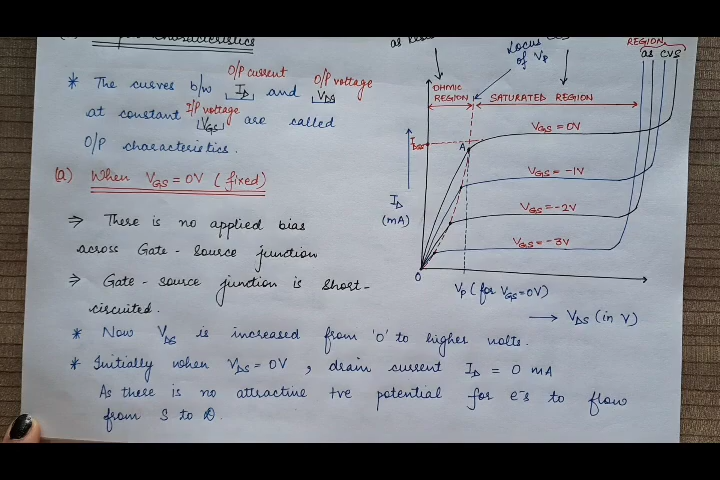 characteristics
* The curves b/w I_D and V_DS
O/P current
O/P voltage
at constant V_GS are called
I/P voltage
O/P characteristics.
(a) When V_GS = 0V (fixed)
⇒ There is no applied bias
across Gate-Source junction
⇒ Gate-source junction is short-
circuited.
* Now V_DS is increased from '0' to higher volts.
* Initially when V_DS = 0V, drain current I_D = 0 mA
As there is no attractive +ve potential for e-s to flow
from S to D.
Locus
of V_P
REGION
as CVS
OHMIC
REGION
SATURATED REGION
I_DSS
A
V_GS = 0V
V_GS = -1V
V_GS = -2V
V_GS = -3V
I_D
(mA)
0
V_P (for V_GS = 0V)
→ V_DS (in V)